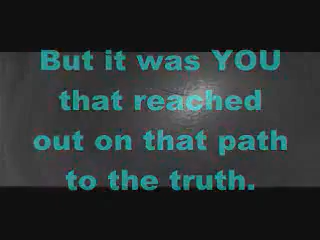 But it was YOU
that reached
out on that path
to the truth.